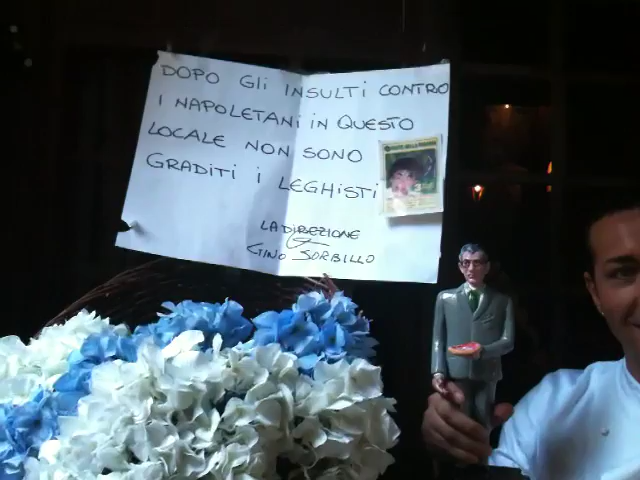 DOPO GLI INSULTI CONTRO
I NAPOLETANI IN QUESTO
LOCALE NON SONO
GRADITI I LEGHISTI
LA DIREZIONE
GINO SORBILLO